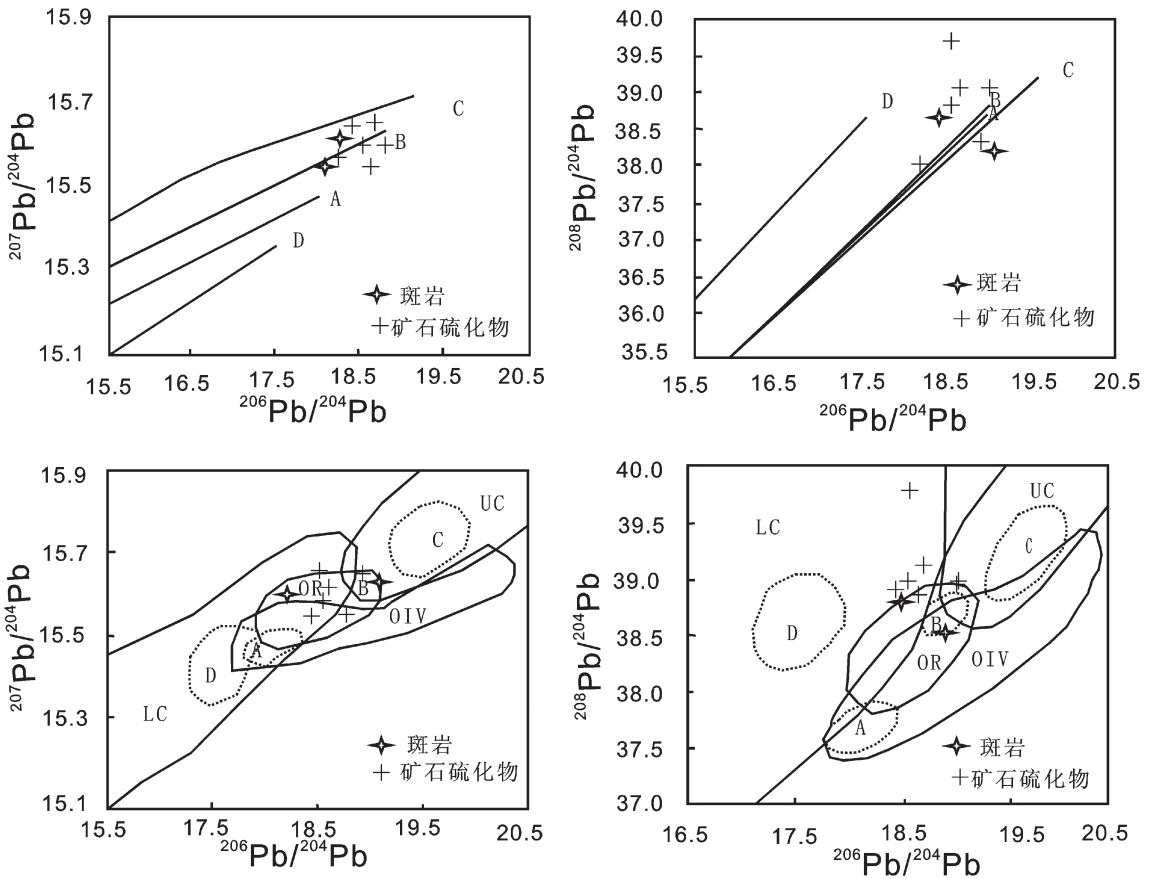 15.9
15.7
15.5
15.3
15.1
²⁰⁷Pb/²⁰⁴Pb
C
B
A
D
斑岩
矿石硫化物
15.5 16.5 17.5 18.5 19.5 20.5
²⁰⁶Pb/²⁰⁴Pb
40.0
39.5
39.0
38.5
38.0
37.5
37.0
36.5
36.0
35.5
²⁰⁸Pb/²⁰⁴Pb
C
D
B
A
斑岩
矿石硫化物
15.5 16.5 17.5 18.5 19.5 20.5
²⁰⁶Pb/²⁰⁴Pb
15.9
15.7
15.5
15.3
15.1
²⁰⁷Pb/²⁰⁴Pb
UC
C
OR
B
OIV
A
D
LC
斑岩
矿石硫化物
15.5 17.5 18.5 19.5 20.5
²⁰⁶Pb/²⁰⁴Pb
40.0
39.5
39.0
38.5
38.0
37.5
37.0
²⁰⁸Pb/²⁰⁴Pb
UC
LC
C
D
B
OR
OIV
A
斑岩
矿石硫化物
16.5 17.5 18.5 19.5 20.5
²⁰⁶Pb/²⁰⁴Pb